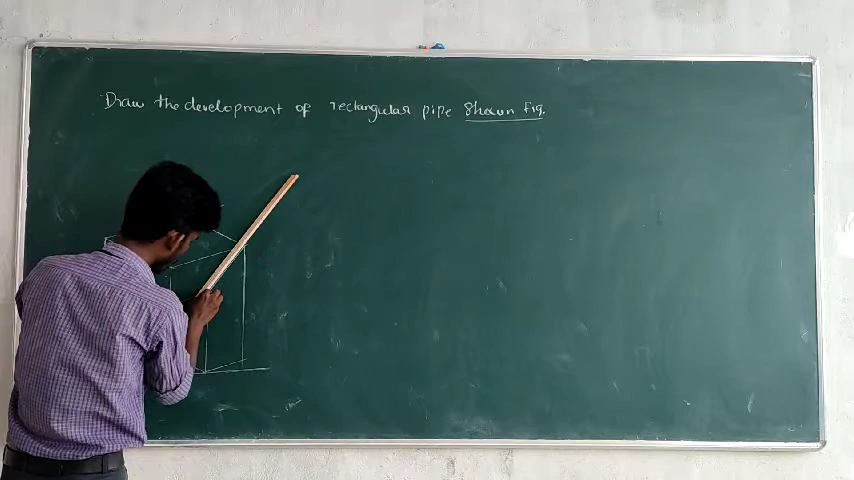 Draw the development of rectangular pipe Shown Fig.